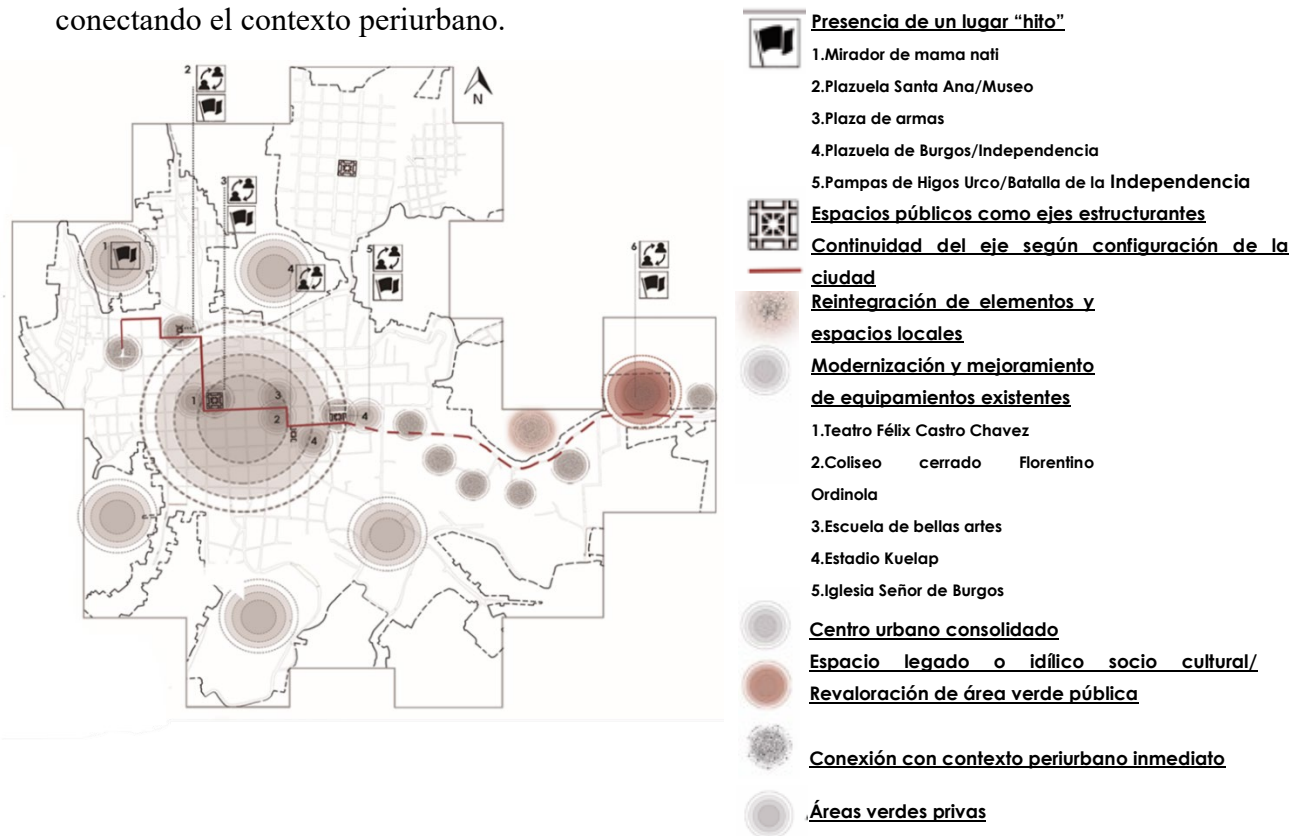 conectando el contexto periurbano.
2
N
3
1
5
6
4
1
3
2
4
4
Presencia de un lugar “hito”
1.Mirador de mama nati
2.Plazuela Santa Ana/Museo
3.Plaza de armas
4.Plazuela de Burgos/Independencia
5.Pampas de Higos Urco/Batalla de la Independencia
Espacios públicos como ejes estructurantes
Continuidad del eje según configuración de la
ciudad
Reintegración de elementos y
espacios locales
Modernización y mejoramiento
de equipamientos existentes
1.Teatro Félix Castro Chavez
2.Coliseo cerrado Florentino
Ordinola
3.Escuela de bellas artes
4.Estadio Kuelap
5.Iglesia Señor de Burgos
Centro urbano consolidado
Espacio legado o idílico socio cultural/
Revaloración de área verde pública
Conexión con contexto periurbano inmediato
Áreas verdes privas